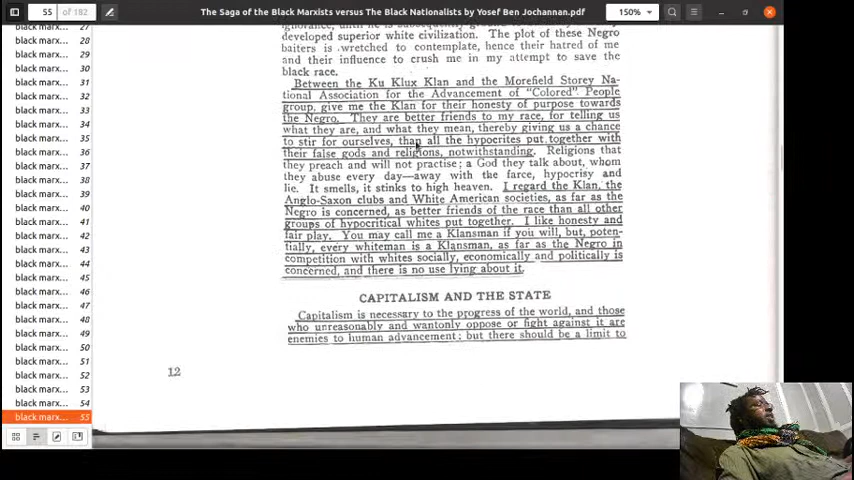 55 of 182
The Saga of the Black Marxists versus The Black Nationalists by Yosef Ben Jochannan.pdf
150%
27
black marx... 28
black marx... 29
black marx... 30
black marx... 31
black marx... 32
black marx... 33
black marx... 34
black marx... 35
black marx... 36
black marx... 37
black marx... 38
black marx... 39
black marx... 40
black marx... 41
black marx... 42
black marx... 43
black marx... 44
black marx... 45
black marx... 46
black marx... 47
black marx... 48
black marx... 49
black marx... 50
black marx... 51
black marx... 52
black marx... 53
black marx... 54
black marx... 55
developed superior white civilization. The plot of these Negro
baiters is wretched to contemplate, hence their hatred of me
and their influence to crush me in my attempt to save the
black race.
Between the Ku Klux Klan and the Morefield Storey Na-
tional Association for the Advancement of "Colored" People
group, give me the Klan for their honesty of purpose towards
the Negro. They are better friends to my race, for telling us
what they are, and what they mean, thereby giving us a chance
to stir for ourselves, than all the hypocrites put together with
their false gods and religions, notwithstanding. Religions that
they preach and will not practise; a God they talk about, whom
they abuse every day—away with the farce, hypocrisy and
lie. It smells, it stinks to high heaven. I regard the Klan, the
Anglo-Saxon clubs and White American societies, as far as the
Negro is concerned, as better friends of the race than all other
groups of hypocritical whites put together. I like honesty and
fair play. You may call me a Klansman if you will, but, poten-
tially, every whiteman is a Klansman, as far as the Negro in
competition with whites socially, economically and politically is
concerned, and there is no use lying about it.
CAPITALISM AND THE STATE
Capitalism is necessary to the progress of the world, and those
who unreasonably and wantonly oppose or fight against it are
enemies to human advancement; but there should be a limit to
12